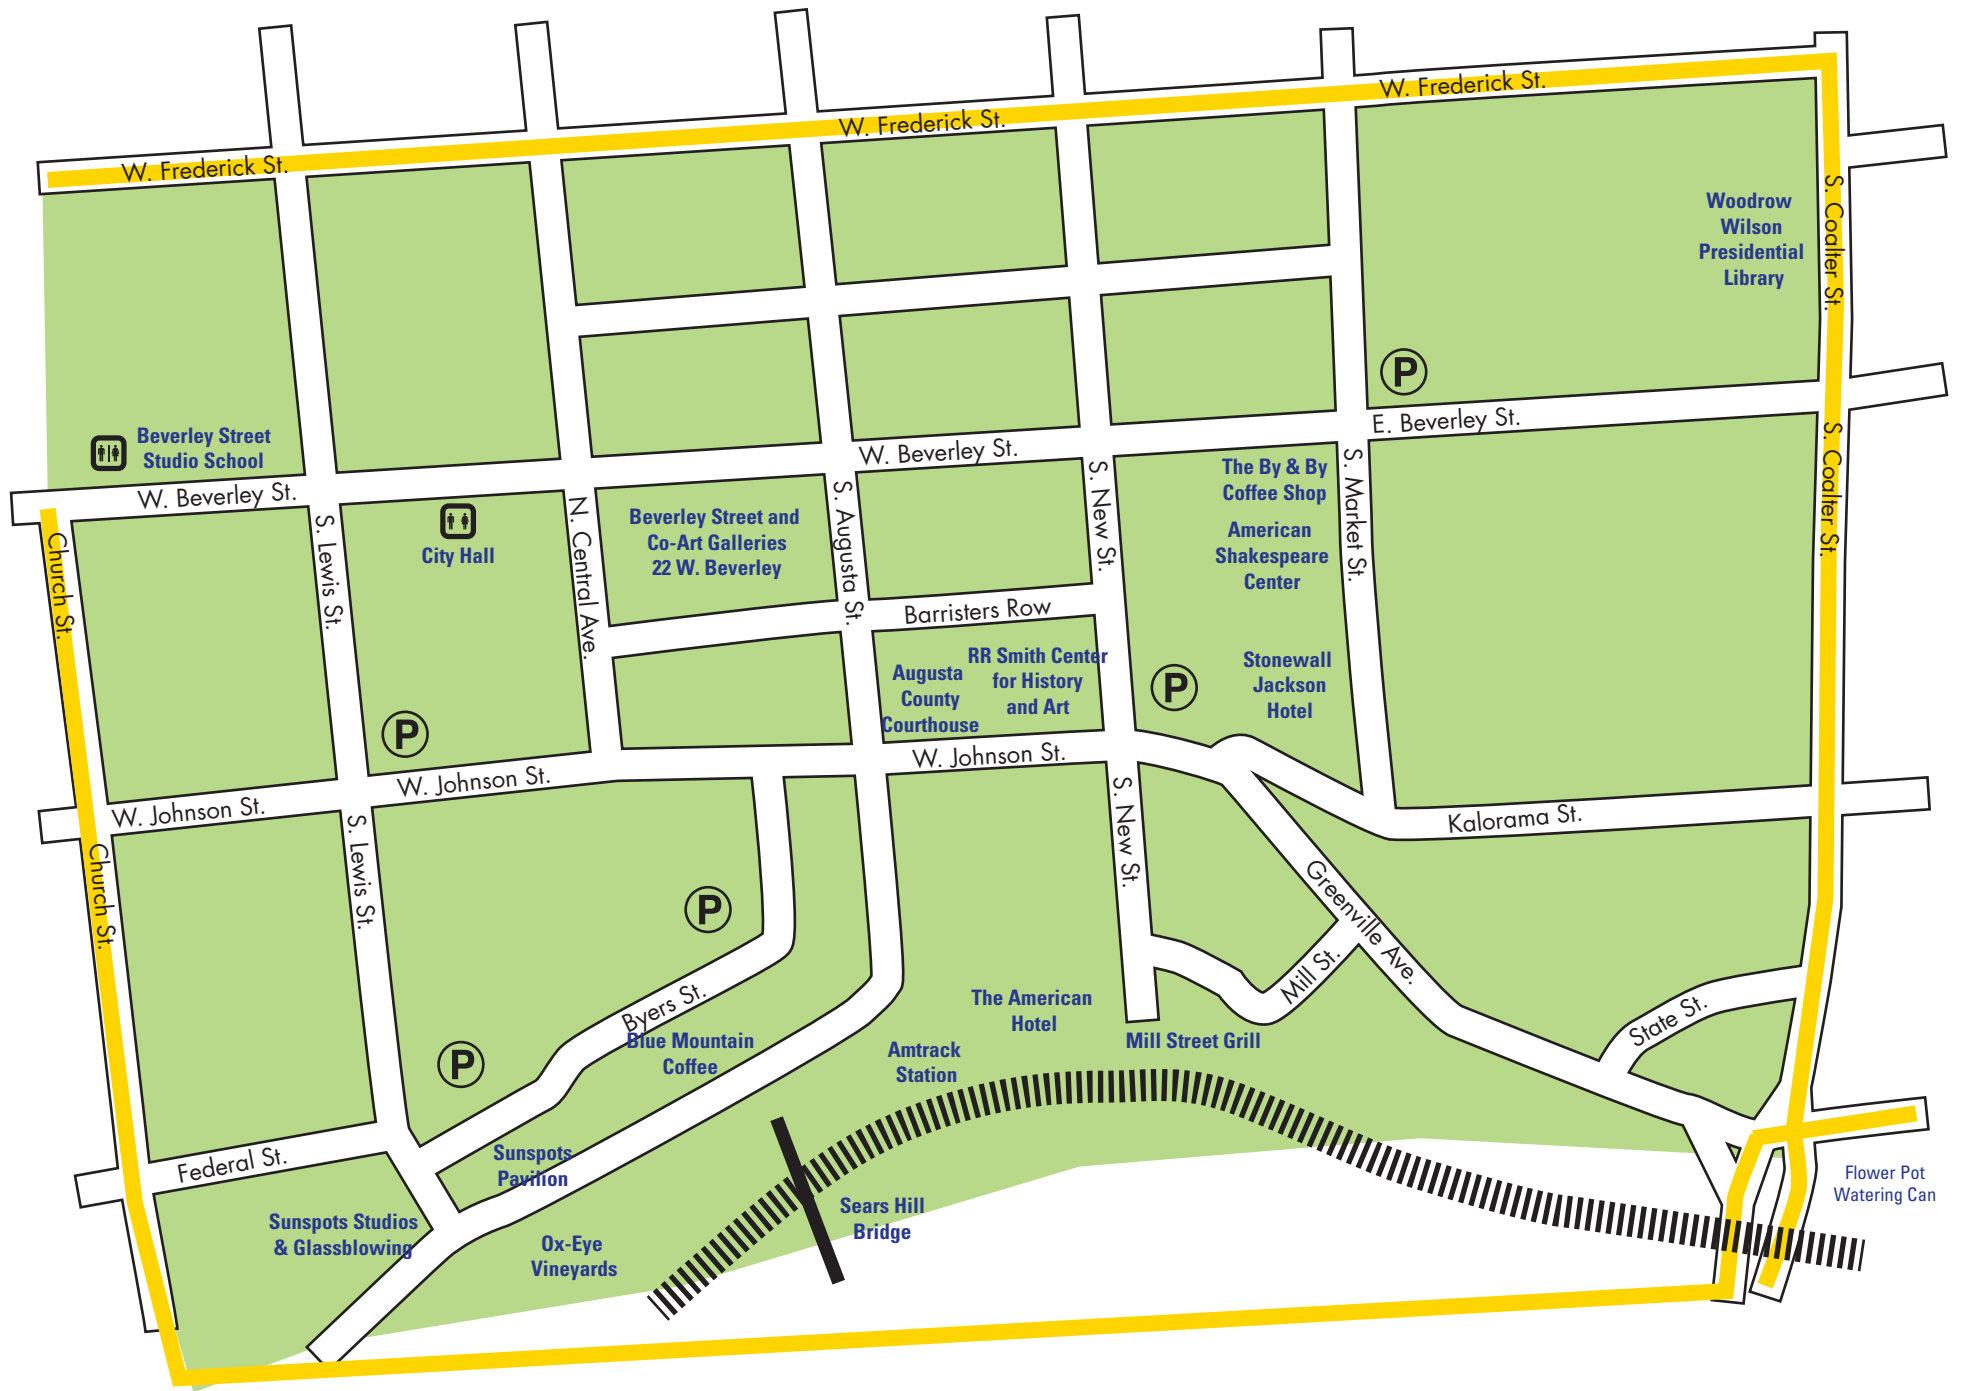 W. Frederick St.
W. Frederick St.
W. Frederick St.
Woodrow
Wilson
Presidential
Library
S. Coalter St.
P
E. Beverley St.
S. Coalter St.
Beverley Street
Studio School
W. Beverley St.
W. Beverley St.
The By & By
Coffee Shop
American
Shakespeare
Center
S. Market St.
S. New St.
S. Augusta St.
Beverley Street and
Co-Art Galleries
22 W. Beverley
N. Central Ave.
City Hall
S. Lewis St.
Church St.
Barristers Row
RR Smith Center
for History
and Art
Augusta
County
Courthouse
Stonewall
Jackson
Hotel
P
P
W. Johnson St.
W. Johnson St.
W. Johnson St.
Kalorama St.
S. New St.
S. Lewis St.
Church St.
P
Greenville Ave.
Mill St.
State St.
Byers St.
Blue Mountain
Coffee
The American
Hotel
Amtrack
Station
Mill Street Grill
P
Federal St.
Sunspots
Pavilion
Sunspots Studios
& Glassblowing
Ox-Eye
Vineyards
Sears Hill
Bridge
Flower Pot
Watering Can